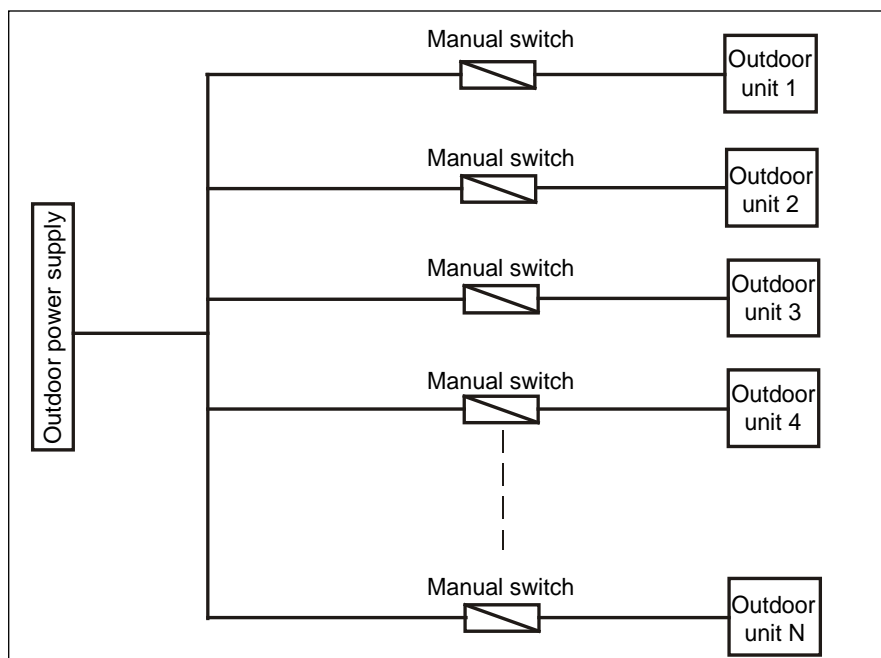 Manual switch
Outdoor
unit 1
Manual switch
Outdoor
unit 2
Manual switch
Outdoor
unit 3
Outdoor power supply
Manual switch
Outdoor
unit 4
Manual switch
Outdoor
unit N